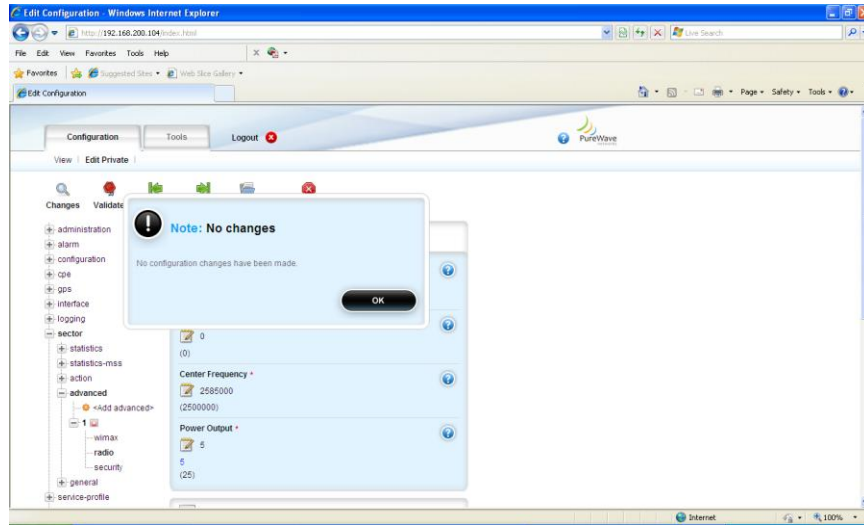 Edit Configuration - Windows Internet Explorer
http://192.168.200.104/index.html
Live Search
File Edit View Favorites Tools Help
Favorites Suggested Sites Web Slice Gallery
Edit Configuration
Page Safety Tools
Configuration Tools Logout
PureWave
View Edit Private
Changes Validate
Note: No changes
No configuration changes have been made.
OK
administration
alarm
configuration
cpe
gps
interface
logging
sector
statistics
statistics-mss
action
advanced
<Add advanced>
1
wimax
radio
security
general
service-profile
0
(0)
Center Frequency *
2585000
(2500000)
Power Output *
5
5
(25)
Internet
100%